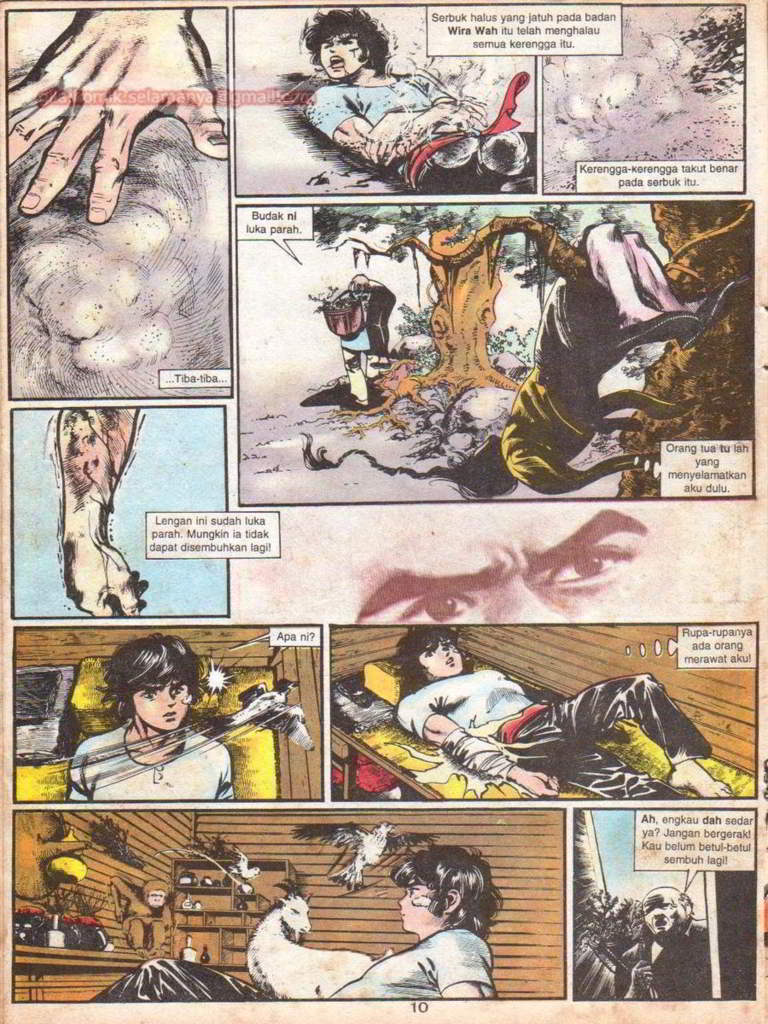 Serbuk halus yang jatuh pada badan
Wira Wah itu telah menghalau
semua kerengga itu.
Kerengga-kerengga takut benar
pada serbuk itu.
...Tiba-tiba...
Budak ni
luka parah.
Orang tua tu lah
yang
menyelamatkan
aku dulu.
Lengan ini sudah luka
parah. Mungkin ia tidak
dapat disembuhkan lagi!
Apa ni?
Rupa-rupanya
ada orang
merawat aku!
Ah, engkau dah sedar
ya? Jangan bergerak!
Kau belum betul-betul
sembuh lagi!
10